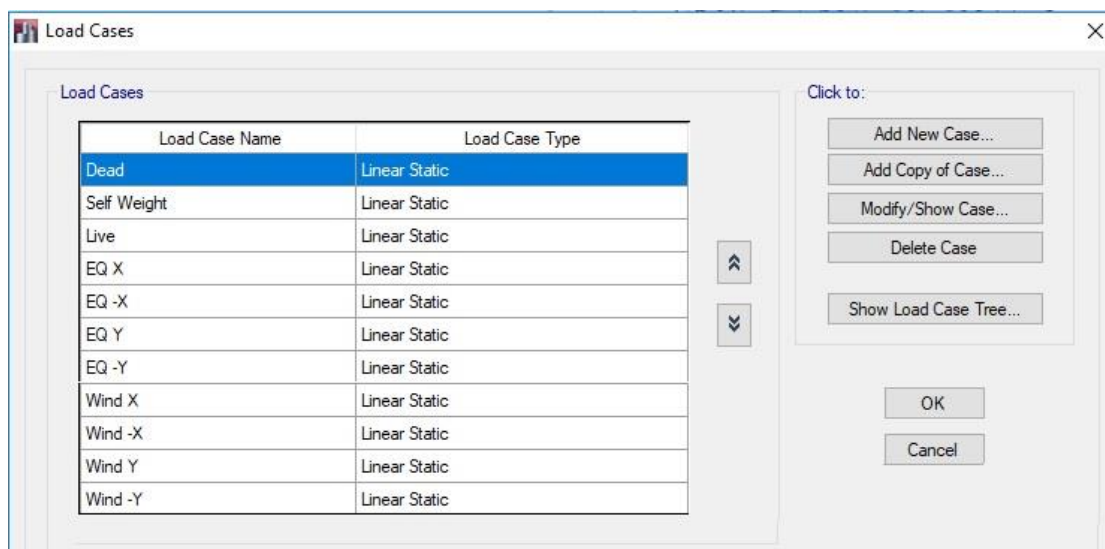 Load Cases
Load Cases
Click to:
Load Case Name Load Case Type
Dead Linear Static
Self Weight Linear Static
Live Linear Static
EQ X Linear Static
EQ -X Linear Static
EQ Y Linear Static
EQ -Y Linear Static
Wind X Linear Static
Wind -X Linear Static
Wind Y Linear Static
Wind -Y Linear Static
Add New Case...
Add Copy of Case...
Modify/Show Case...
Delete Case
Show Load Case Tree...
OK
Cancel